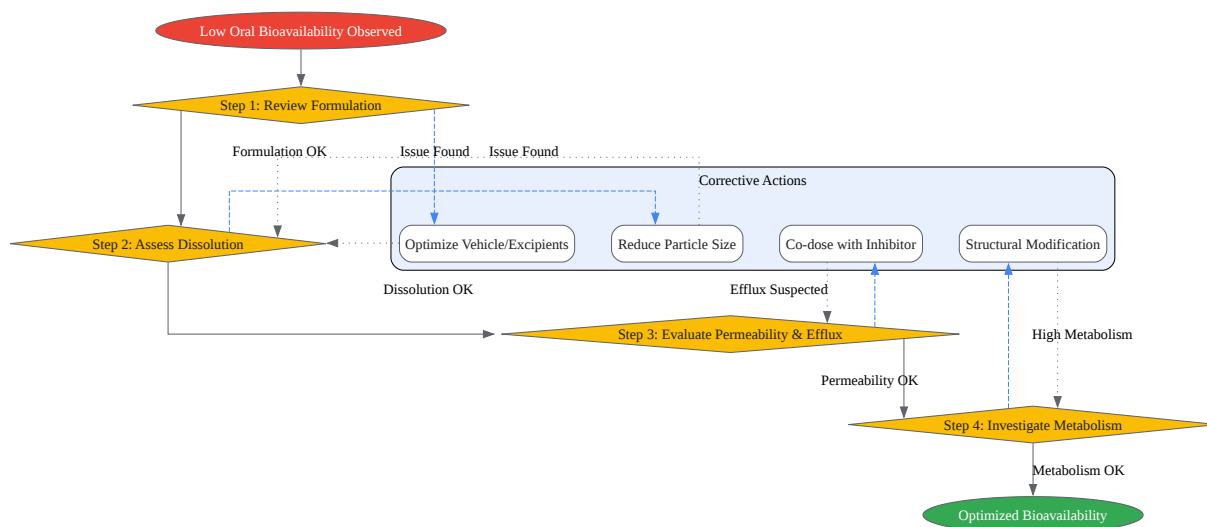 Low Oral Bioavailability Observed
Step 1: Review Formulation
Formulation OK
Issue Found
Issue Found
Corrective Actions
Step 2: Assess Dissolution
Optimize Vehicle/Excipients
Reduce Particle Size
Co-dose with Inhibitor
Structural Modification
Dissolution OK
Efflux Suspected
Step 3: Evaluate Permeability & Efflux
High Metabolism
Permeability OK
Step 4: Investigate Metabolism
Metabolism OK
Optimized Bioavailability